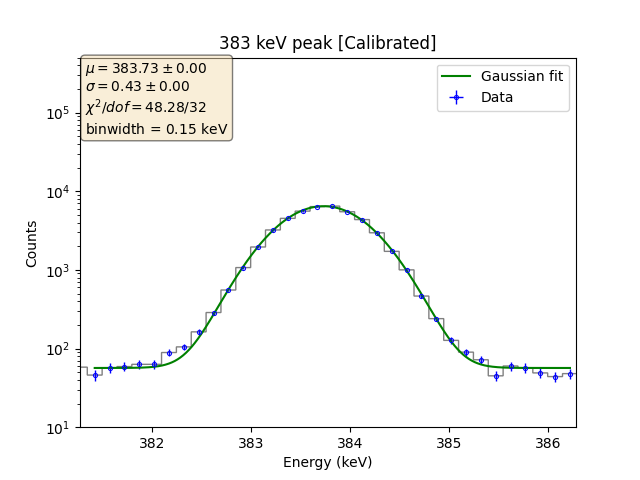 383 keV peak [Calibrated]
μ = 383.73 ± 0.00
σ = 0.43 ± 0.00
χ²/dof = 48.28/32
binwidth = 0.15 keV
Gaussian fit
Data
Counts
10⁵
10⁴
10³
10²
10¹
382 383 384 385 386
Energy (keV)